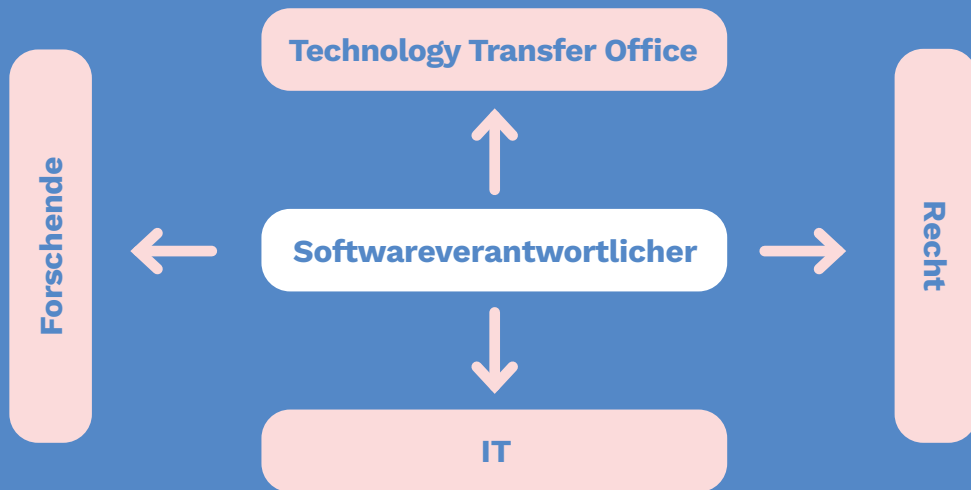 Technology Transfer Office
Forschende
Softwareverantwortlicher
Recht
IT